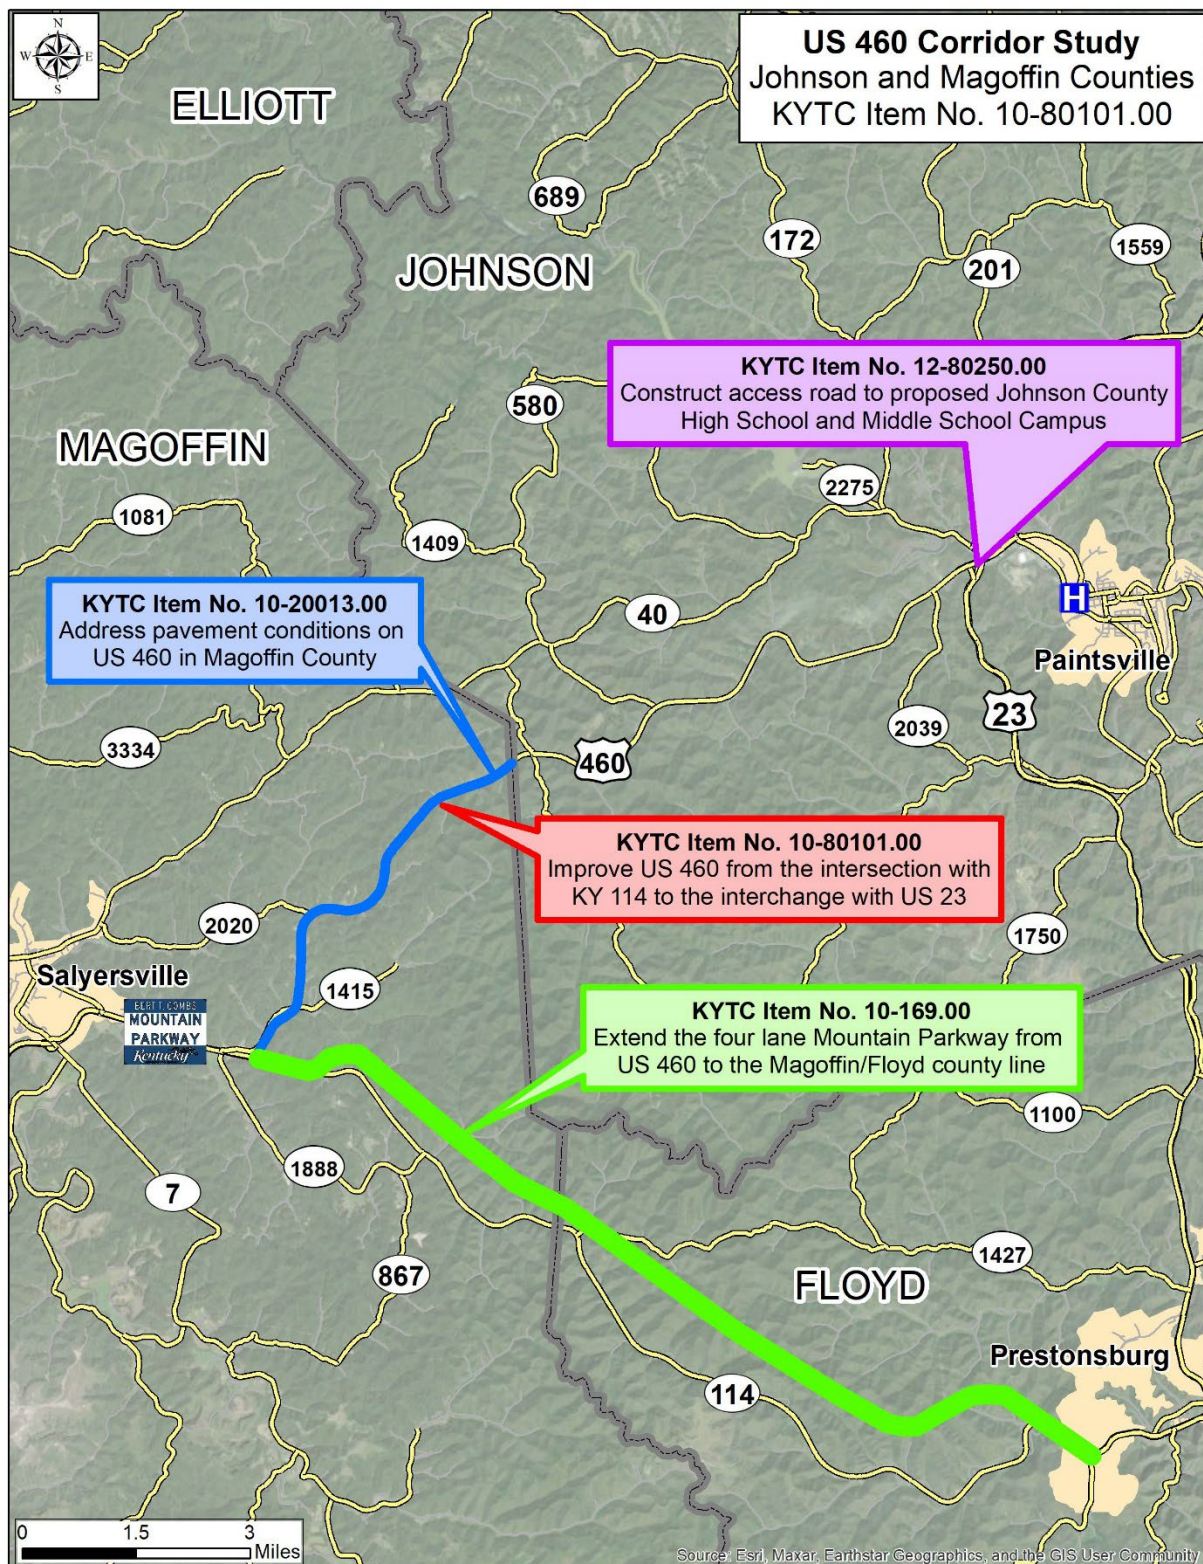 N
W
E
S
US 460 Corridor Study
Johnson and Magoffin Counties
KYTC Item No. 10-80101.00
ELLIOTT
689
172
201
1559
JOHNSON
KYTC Item No. 12-80250.00
Construct access road to proposed Johnson County
High School and Middle School Campus
580
MAGOFFIN
2275
1081
1409
KYTC Item No. 10-20013.00
Address pavement conditions on
US 460 in Magoffin County
40
H
Paintsville
23
2039
3334
460
KYTC Item No. 10-80101.00
Improve US 460 from the intersection with
KY 114 to the interchange with US 23
2020
1750
Salyersville
1415
BERT T. COMBS
MOUNTAIN
PARKWAY
Kentucky
KYTC Item No. 10-169.00
Extend the four lane Mountain Parkway from
US 460 to the Magoffin/Floyd county line
1100
1888
7
867
1427
FLOYD
Prestonsburg
114
0 1.5 3
Miles
Source: Esri, Maxar, Earthstar Geographics, and the GIS User Community